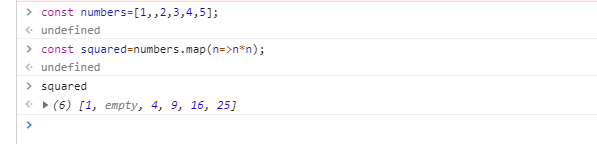 const numbers=[1,,2,3,4,5];
undefined
const squared=numbers.map(n=>n*n);
undefined
squared
(6) [1, empty, 4, 9, 16, 25]